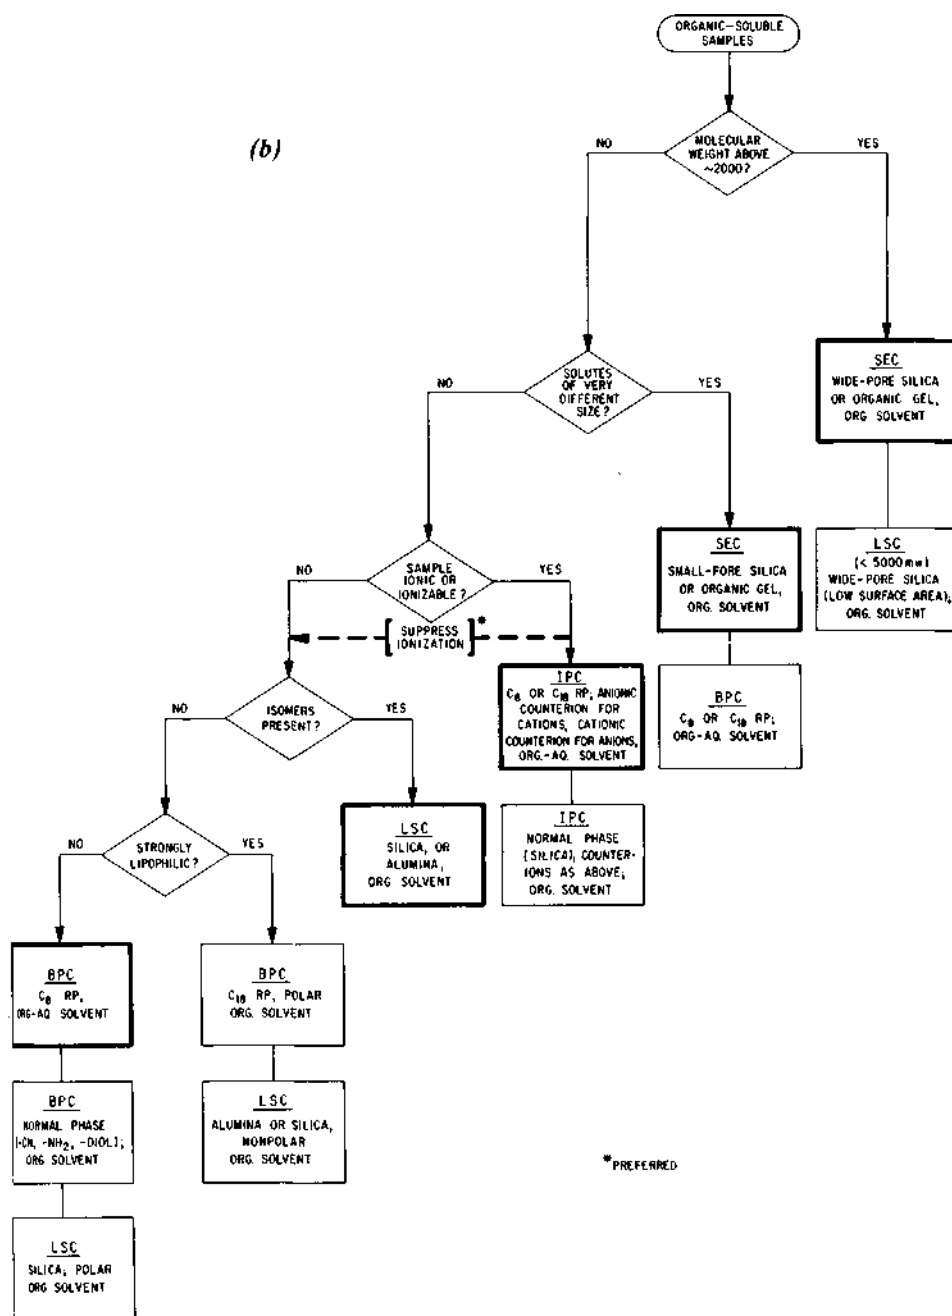 ORGANIC-SOLUBLE
SAMPLES
(b)
NO
MOLECULAR
WEIGHT ABOVE
~2000?
YES
SEC
WIDE-PORE SILICA
OR ORGANIC GEL,
ORG SOLVENT
NO
SOLUTES
OF VERY
DIFFERENT
SIZE?
YES
LSC
(< 5000 mw)
WIDE-PORE SILICA
(LOW SURFACE AREA);
ORG. SOLVENT
SEC
SMALL-PORE SILICA
OR ORGANIC GEL,
ORG. SOLVENT
NO
SAMPLE
IONIC OR
IONIZABLE?
YES
[SUPPRESS
IONIZATION]*
IPC
C8 OR C18 RP; ANIONIC
COUNTERION FOR
CATIONS, CATIONIC
COUNTERION FOR ANIONS,
ORG.-AQ. SOLVENT
BPC
C8 OR C18 RP;
ORG-AQ. SOLVENT
NO
ISOMERS
PRESENT?
YES
LSC
SILICA, OR
ALUMINA,
ORG SOLVENT
IPC
NORMAL PHASE
(SILICA), COUNTER-
IONS AS ABOVE;
ORG. SOLVENT
NO
STRONGLY
LIPOPHILIC?
YES
BPC
C8 RP,
ORG-AQ SOLVENT
BPC
C18 RP, POLAR
ORG. SOLVENT
BPC
NORMAL PHASE
(-CN, -NH2, -DIOL);
ORG SOLVENT
LSC
ALUMINA OR SILICA,
NONPOLAR
ORG. SOLVENT
*PREFERRED
LSC
SILICA; POLAR
ORG SOLVENT